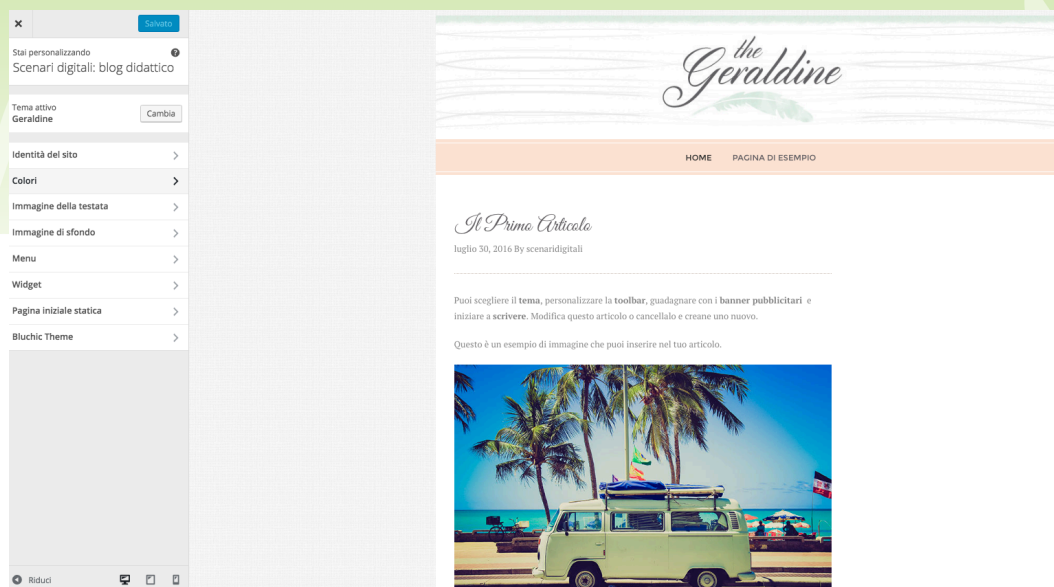 Salvato
Stai personalizzando
Scenari digitali: blog didattico
Tema attivo
Geraldine
Cambia
Identità del sito
Colori
Immagine della testata
Immagine di sfondo
Menu
Widget
Pagina iniziale statica
Bluchic Theme
Riduci
the
Geraldine
HOME PAGINA DI ESEMPIO
Il Primo Articolo
luglio 30, 2016 By scenaridigitali
Puoi scegliere il tema, personalizzare la toolbar, guadagnare con i banner pubblicitari e
iniziare a scrivere. Modifica questo articolo o cancellalo e creane uno nuovo.
Questo è un esempio di immagine che puoi inserire nel tuo articolo.